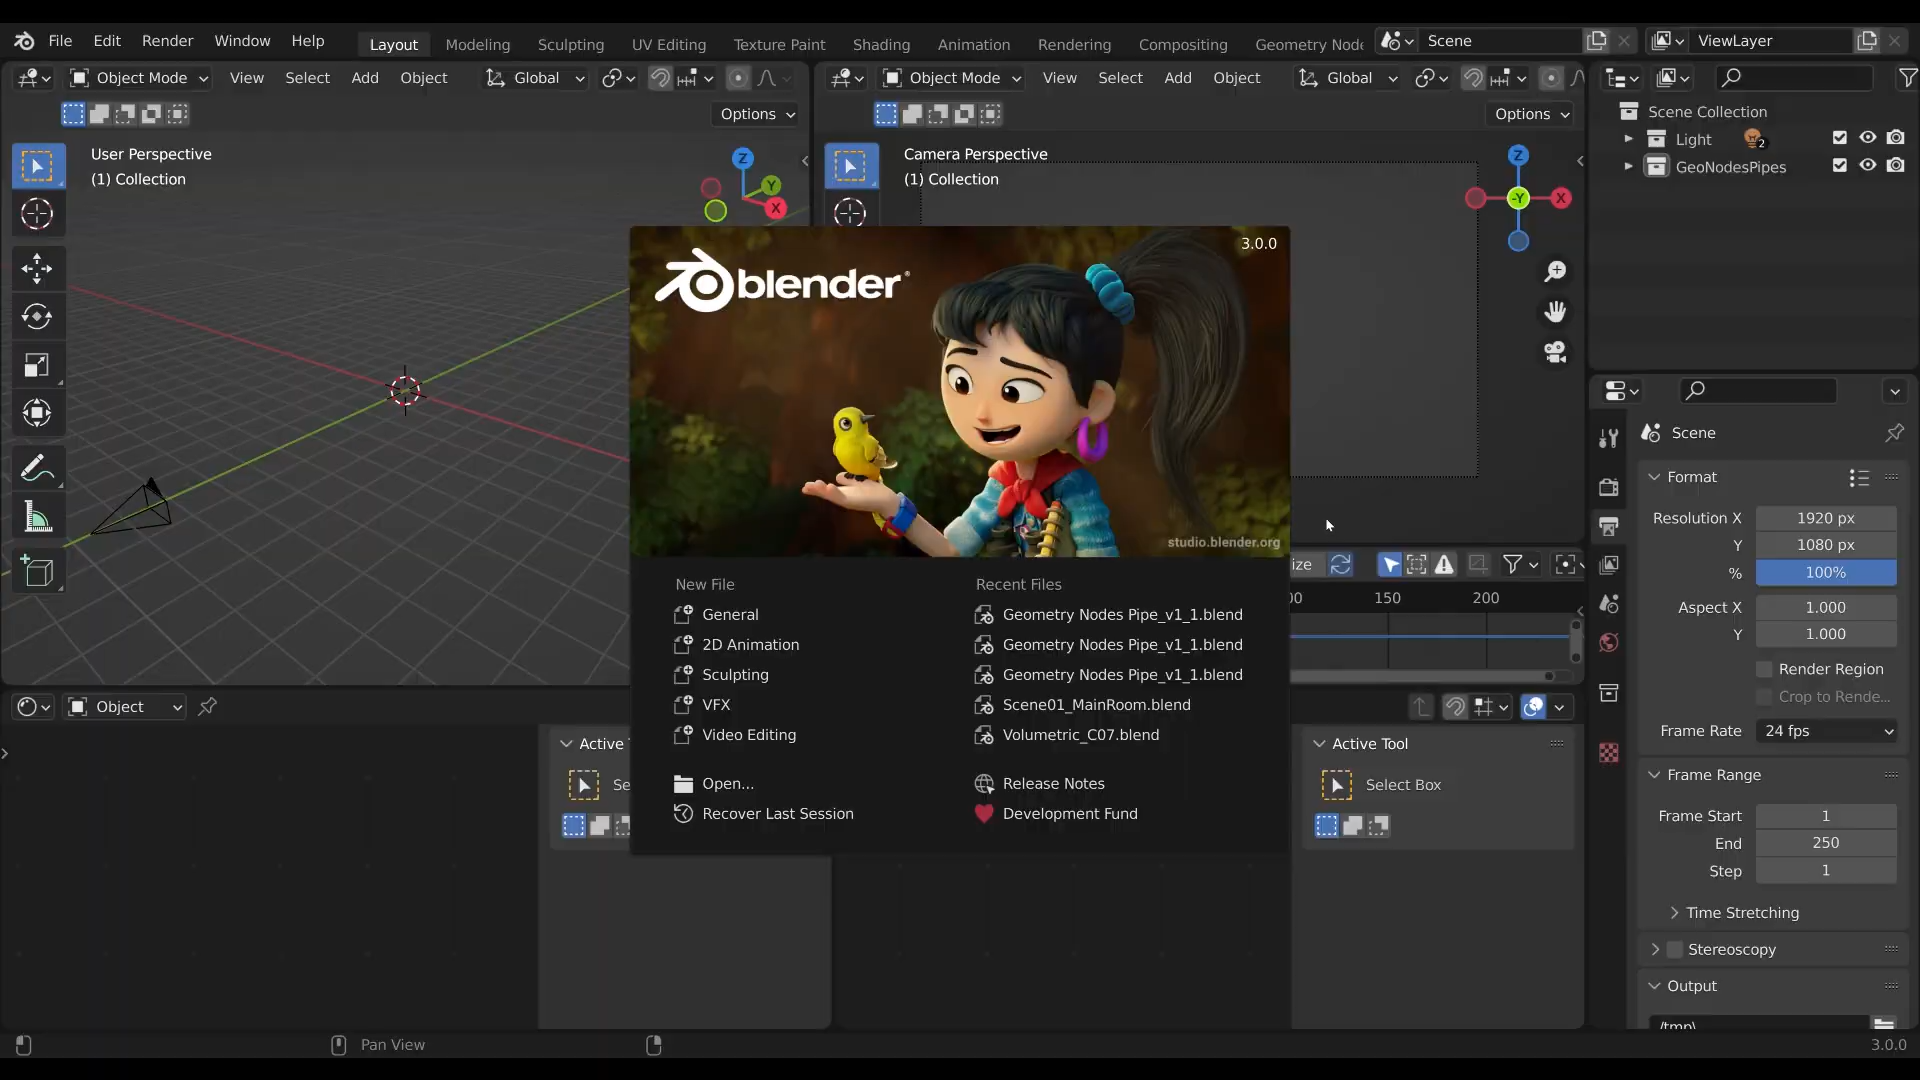 File Edit Render Window Help Layout Modeling Sculpting UV Editing Texture Paint Shading Animation Rendering Compositing Geometry Node Scene ViewLayer
Object Mode View Select Add Object Global
Object Mode View Select Add Object Global
Options
Options
User Perspective
(1) Collection
Z
Y
X
Camera Perspective
(1) Collection
Z
-Y
X
Scene Collection
Light 2
GeoNodesPipes
3.0.0
blender
studio.blender.org
New File
General
2D Animation
Sculpting
VFX
Video Editing
Open...
Recover Last Session
Recent Files
Geometry Nodes Pipe_v1_1.blend
Geometry Nodes Pipe_v1_1.blend
Geometry Nodes Pipe_v1_1.blend
Scene01_MainRoom.blend
Volumetric_C07.blend
Release Notes
Development Fund
ize
00 150 200
Object
Active
Se
Active Tool
Select Box
Scene
Format
Resolution X 1920 px
Y 1080 px
% 100%
Aspect X 1.000
Y 1.000
Render Region
Crop to Rende...
Frame Rate 24 fps
Frame Range
Frame Start 1
End 250
Step 1
Time Stretching
Stereoscopy
Output
/tmp\
Pan View
3.0.0